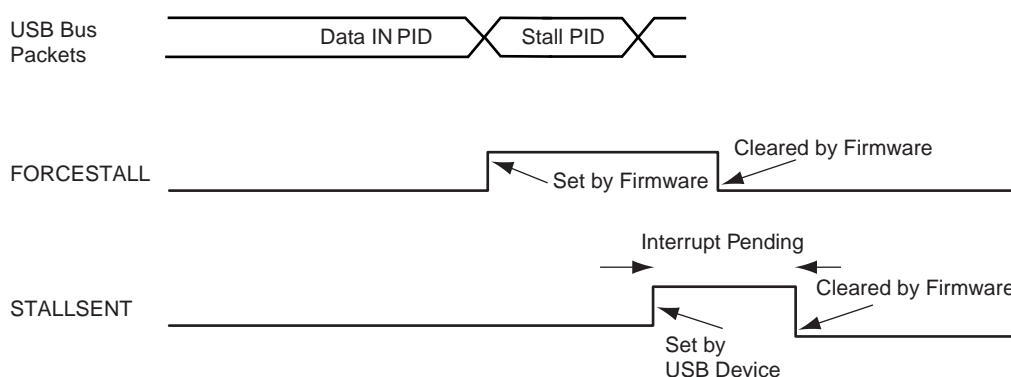 USB Bus
Packets
Data IN PID
Stall PID
FORCESTALL
Set by Firmware
Cleared by Firmware
Interrupt Pending
STALLSENT
Set by
USB Device
Cleared by Firmware